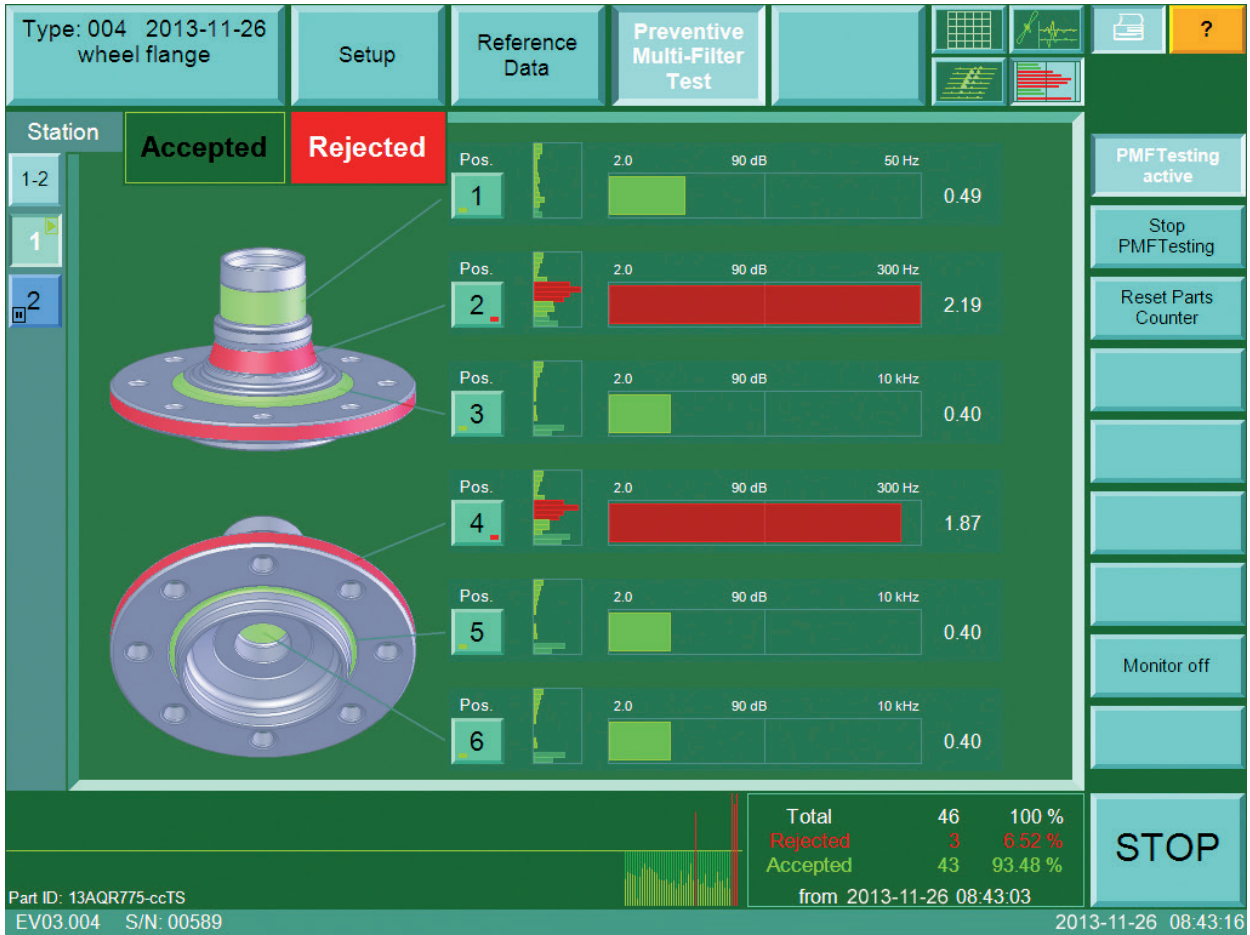 Type: 004 2013-11-26
wheel flange
Setup
Reference
Data
Preventive
Multi-Filter
Test
?
Station
Accepted
Rejected
1-2
1
2
Pos.
1
2.0 90 dB 50 Hz
0.49
Pos.
2
2.0 90 dB 300 Hz
2.19
Pos.
3
2.0 90 dB 10 kHz
0.40
Pos.
4
2.0 90 dB 300 Hz
1.87
Pos.
5
2.0 90 dB 10 kHz
0.40
Pos.
6
2.0 90 dB 10 kHz
0.40
PMFTesting
active
Stop
PMFTesting
Reset Parts
Counter
Monitor off
STOP
Total 46 100 %
Rejected 3 6.52 %
Accepted 43 93.48 %
from 2013-11-26 08:43:03
Part ID: 13AQR775-ccTS
EV03.004 S/N: 00589
2013-11-26 08:43:16